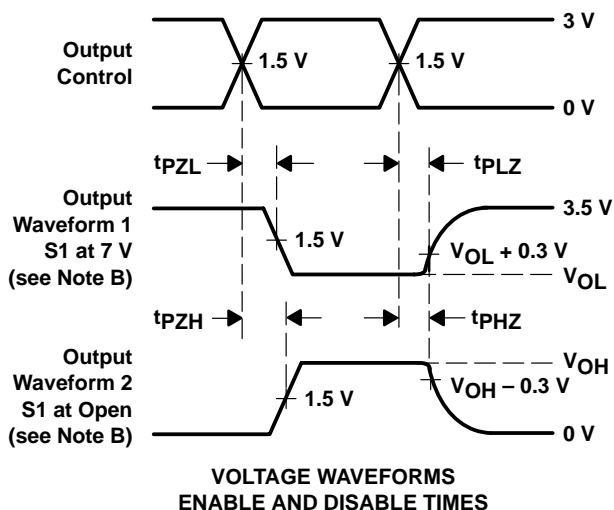 3 V
Output
Control
1.5 V
1.5 V
0 V
tPZL
tPLZ
Output
Waveform 1
S1 at 7 V
(see Note B)
3.5 V
1.5 V
VOL + 0.3 V
VOL
tPZH
tPHZ
Output
Waveform 2
S1 at Open
(see Note B)
VOH
VOH – 0.3 V
1.5 V
0 V
VOLTAGE WAVEFORMS
ENABLE AND DISABLE TIMES